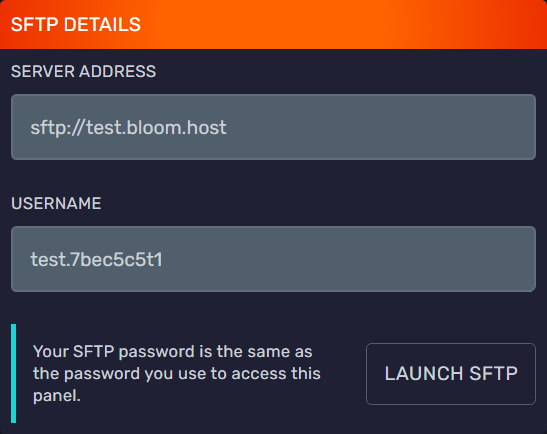 SFTP DETAILS
SERVER ADDRESS
sftp://test.bloom.host
USERNAME
test.7bec5c5t1
Your SFTP password is the same as
the password you use to access this
panel.
LAUNCH SFTP